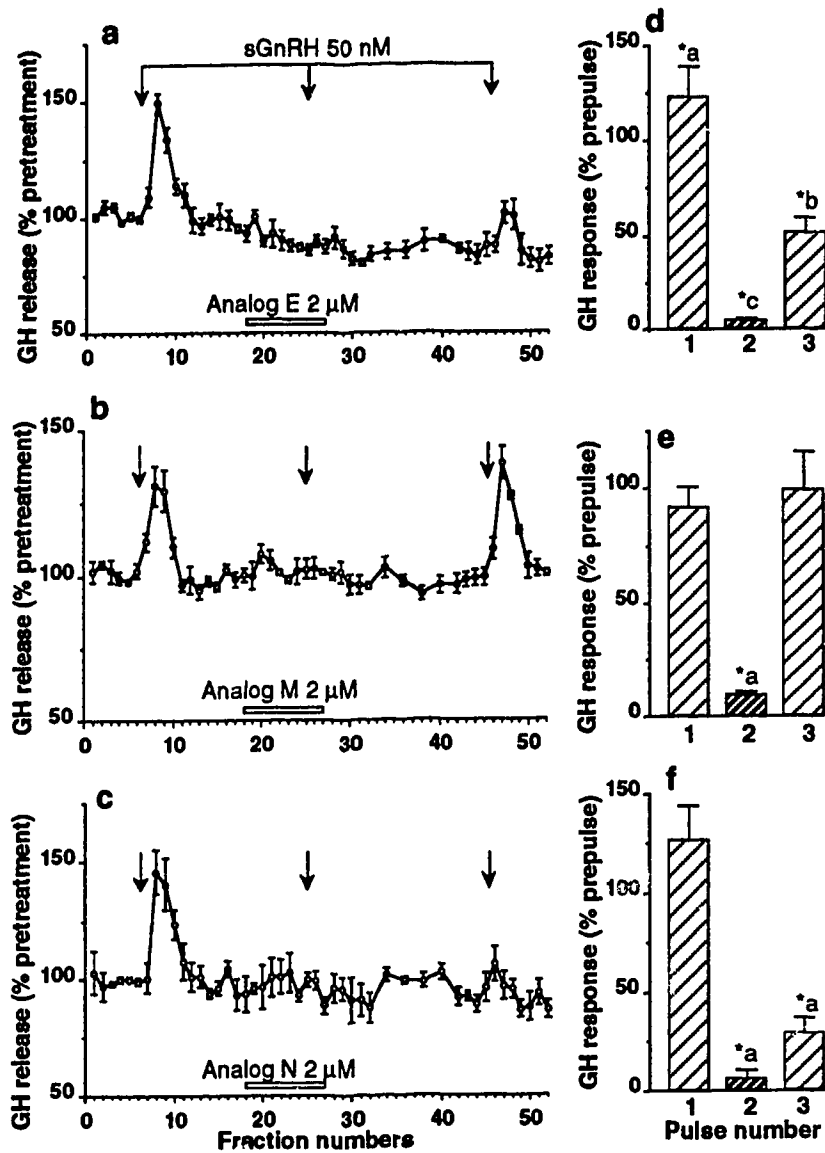 a
sGnRH 50 nM
GH release (% pretreatment)
150
100
50
Analog E 2 µM
0 10 20 30 40 50
d
GH response (% prepulse)
150
100
50
0
*a
*c
*b
1 2 3
b
GH release (% pretreatment)
150
100
50
Analog M 2 µM
0 10 20 30 40 50
e
GH response (% prepulse)
100
50
0
*a
1 2 3
c
GH release (% pretreatment)
150
100
50
Analog N 2 µM
0 10 20 30 40 50
Fraction numbers
f
GH response (% prepulse)
150
100
50
0
*a
*a
1 2 3
Pulse number